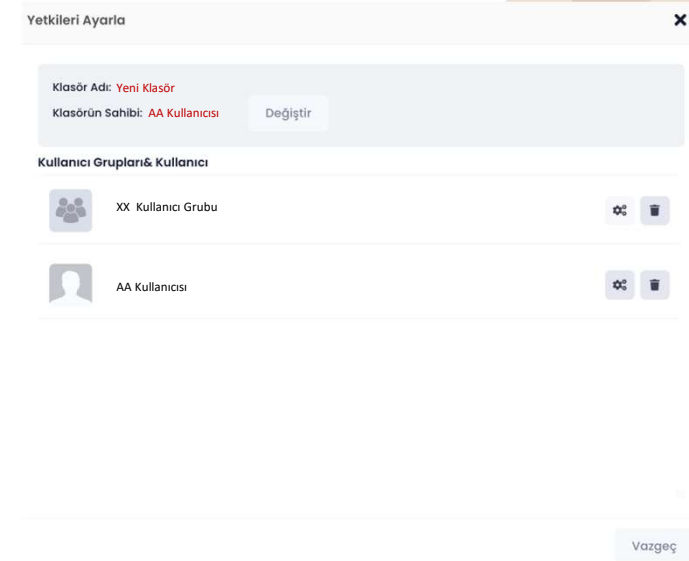 Yetkileri Ayarla
Klasör Adı: Yeni Klasör
Klasörün Sahibi: AA Kullanıcısı Değiştir
Kullanıcı Grupları& Kullanıcı
XX Kullanıcı Grubu
AA Kullanıcısı
Vazgeç